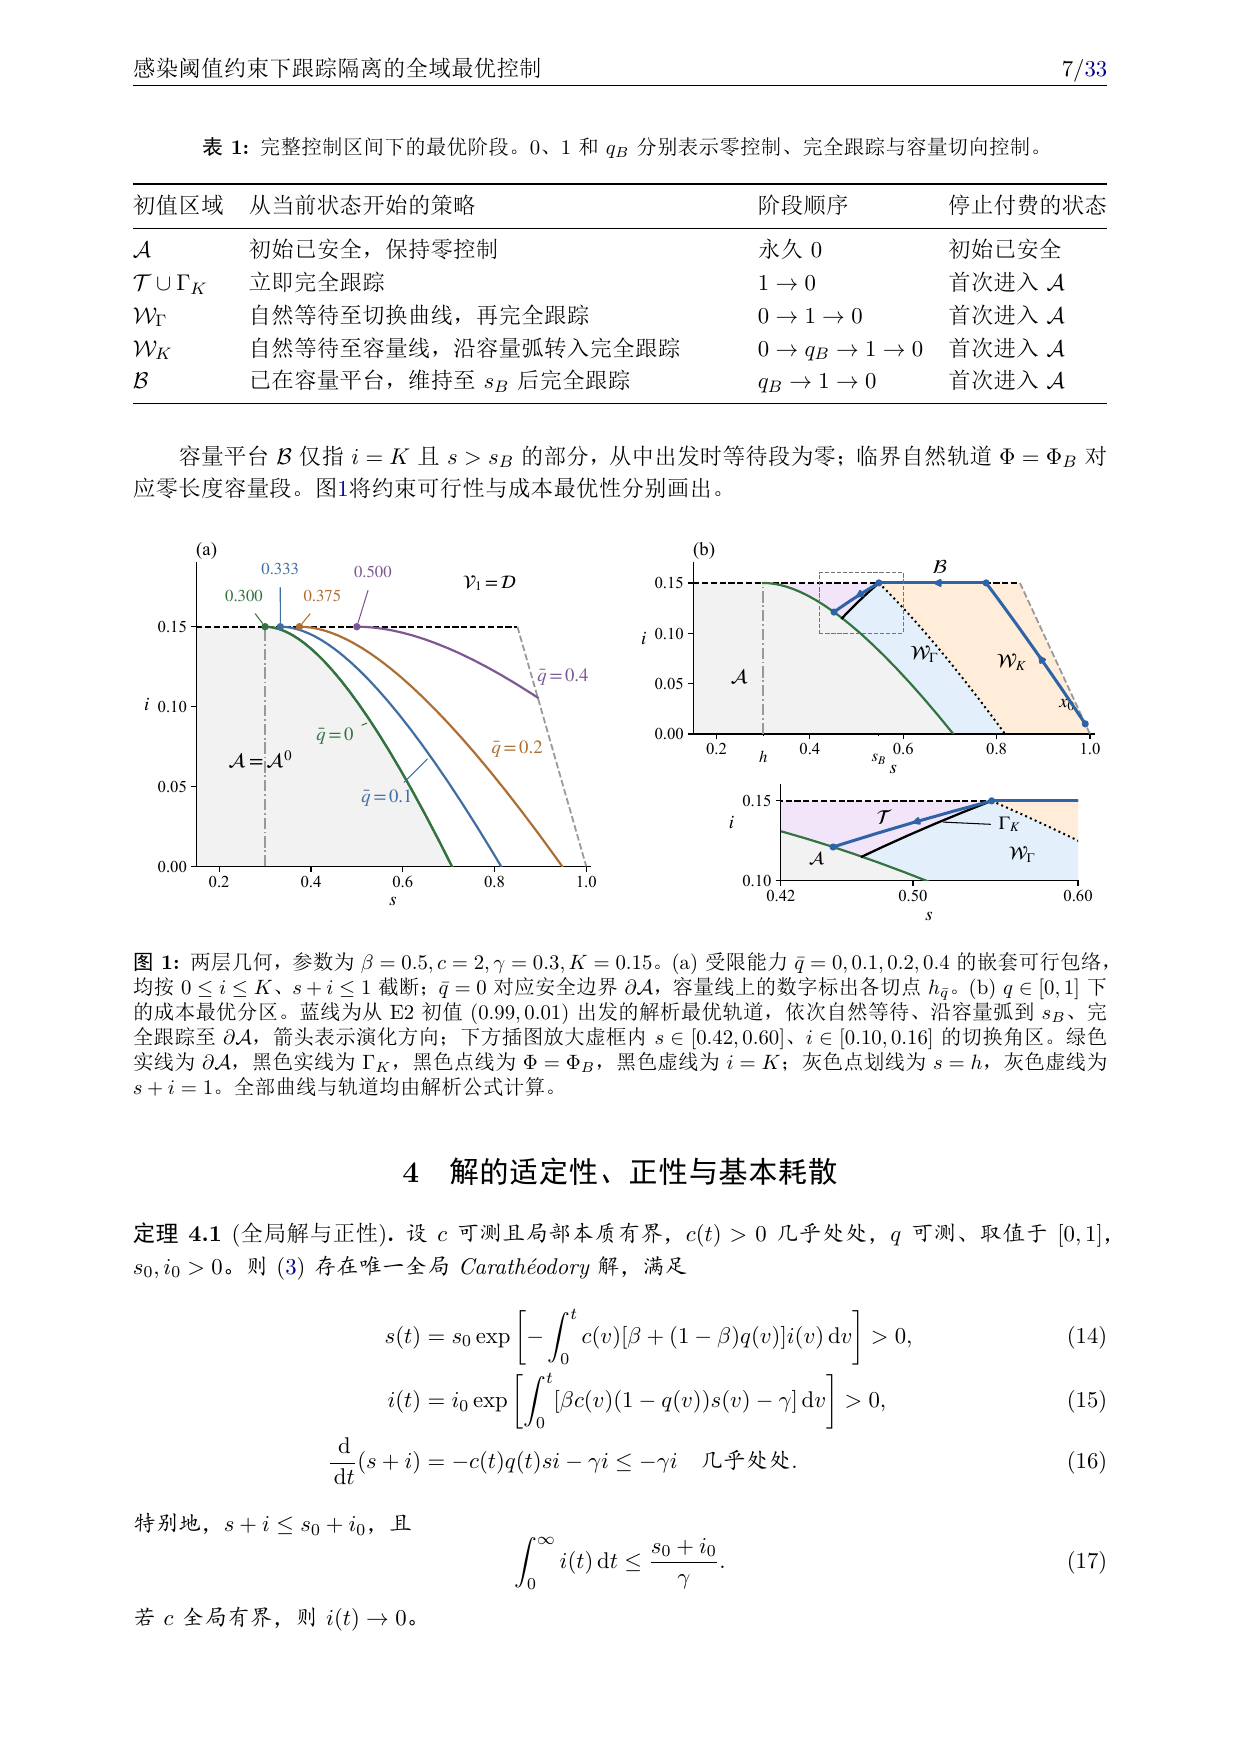 感染阈值约束下跟踪隔离的全域最优控制 7/33
表 1: 完整控制区间下的最优阶段。0、1 和 q_B 分别表示零控制、完全跟踪与容量切向控制。
初值区域 从当前状态开始的策略 阶段顺序 停止付费的状态
𝒜 初始已安全，保持零控制 永久 0 初始已安全
𝒯 ∪ Γ_K 立即完全跟踪 1 → 0 首次进入 𝒜
𝒲_Γ 自然等待至切换曲线，再完全跟踪 0 → 1 → 0 首次进入 𝒜
𝒲_K 自然等待至容量线，沿容量弧转入完全跟踪 0 → q_B → 1 → 0 首次进入 𝒜
ℬ 已在容量平台，维持至 s_B 后完全跟踪 q_B → 1 → 0 首次进入 𝒜
容量平台 ℬ 仅指 i = K 且 s > s_B 的部分，从中出发时等待段为零；临界自然轨道 Φ = Φ_B 对
应零长度容量段。图1将约束可行性与成本最优性分别画出。
(a)
0.333 0.500
0.300 0.375
𝒱₁ = 𝒟
0.15
q̄ = 0.4
i 0.10
q̄ = 0
q̄ = 0.2
𝒜 = 𝒜⁰
0.05
q̄ = 0.1
0.00
0.2 0.4 0.6 0.8 1.0
s
(b)
ℬ
0.15
i 0.10
𝒲_Γ 𝒲_K
𝒜
0.05
x₀
0.00
0.2 h 0.4 s_B 0.6 0.8 1.0
s
0.15
i
𝒯 Γ_K
𝒜 𝒲_Γ
0.10
0.42 0.50 0.60
s
图 1: 两层几何，参数为 β = 0.5, c = 2, γ = 0.3, K = 0.15。(a) 受限能力 q̄ = 0, 0.1, 0.2, 0.4 的嵌套可行包络，
均按 0 ≤ i ≤ K、s + i ≤ 1 截断；q̄ = 0 对应安全边界 ∂𝒜，容量线上的数字标出各切点 h_q̄。(b) q ∈ [0, 1] 下
的成本最优分区。蓝线为从 E2 初值 (0.99, 0.01) 出发的解析最优轨道，依次自然等待、沿容量弧到 s_B、完
全跟踪至 ∂𝒜，箭头表示演化方向；下方插图放大虚框内 s ∈ [0.42, 0.60]、i ∈ [0.10, 0.16] 的切换角区。绿色
实线为 ∂𝒜，黑色实线为 Γ_K，黑色点线为 Φ = Φ_B，黑色虚线为 i = K；灰色点划线为 s = h，灰色虚线为
s + i = 1。全部曲线与轨道均由解析公式计算。
4 解的适定性、正性与基本耗散
定理 4.1 (全局解与正性). 设 c 可测且局部本质有界，c(t) > 0 几乎处处，q 可测、取值于 [0, 1]，
s₀, i₀ > 0。则 (3) 存在唯一全局 Carathéodory 解，满足
s(t) = s₀ exp [ − ∫₀ᵗ c(v)[β + (1 − β)q(v)]i(v) dv ] > 0, (14)
i(t) = i₀ exp [ ∫₀ᵗ [βc(v)(1 − q(v))s(v) − γ] dv ] > 0, (15)
d/dt (s + i) = −c(t)q(t)si − γi ≤ −γi 几乎处处. (16)
特别地，s + i ≤ s₀ + i₀，且
∫₀^∞ i(t) dt ≤ (s₀ + i₀)/γ. (17)
若 c 全局有界，则 i(t) → 0。